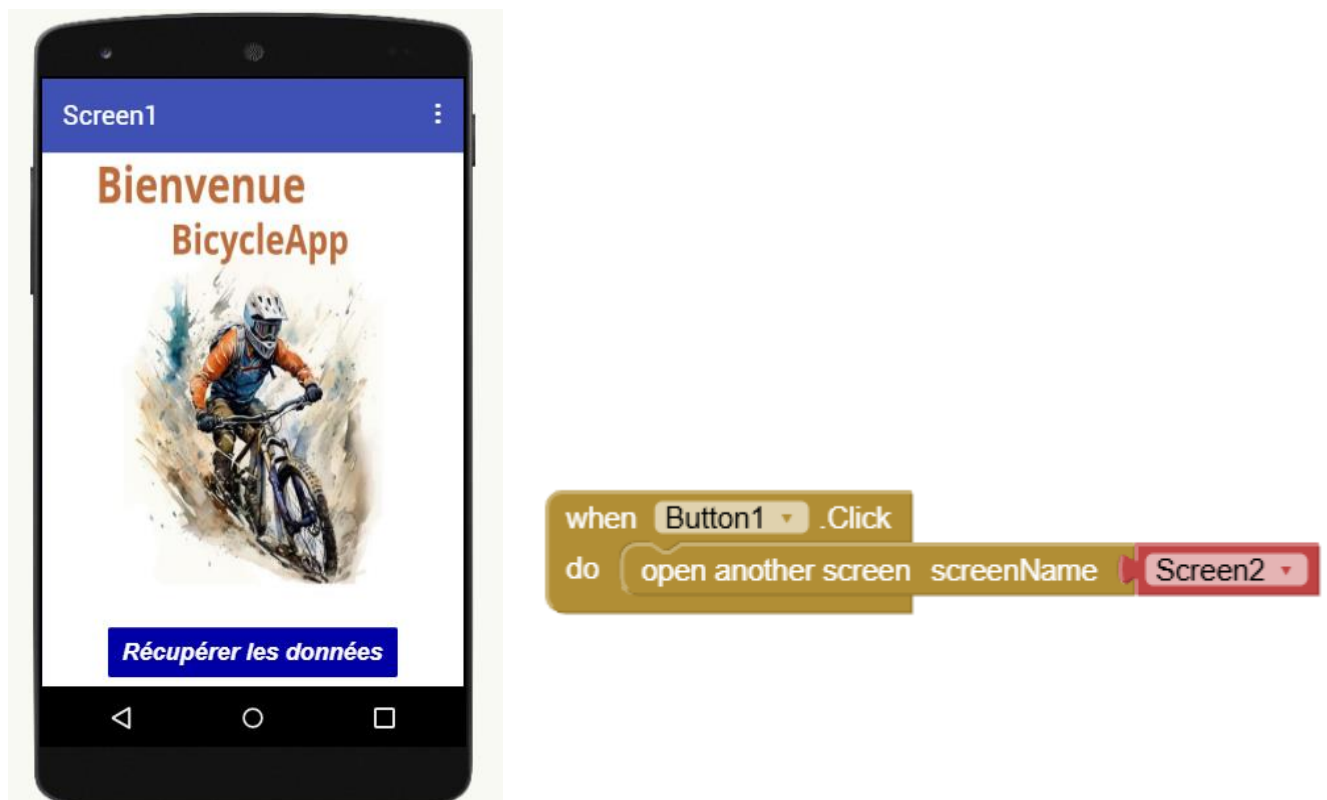 Screen1
Bienvenue
BicycleApp
Récupérer les données
when Button1 .Click
do open another screen screenName Screen2